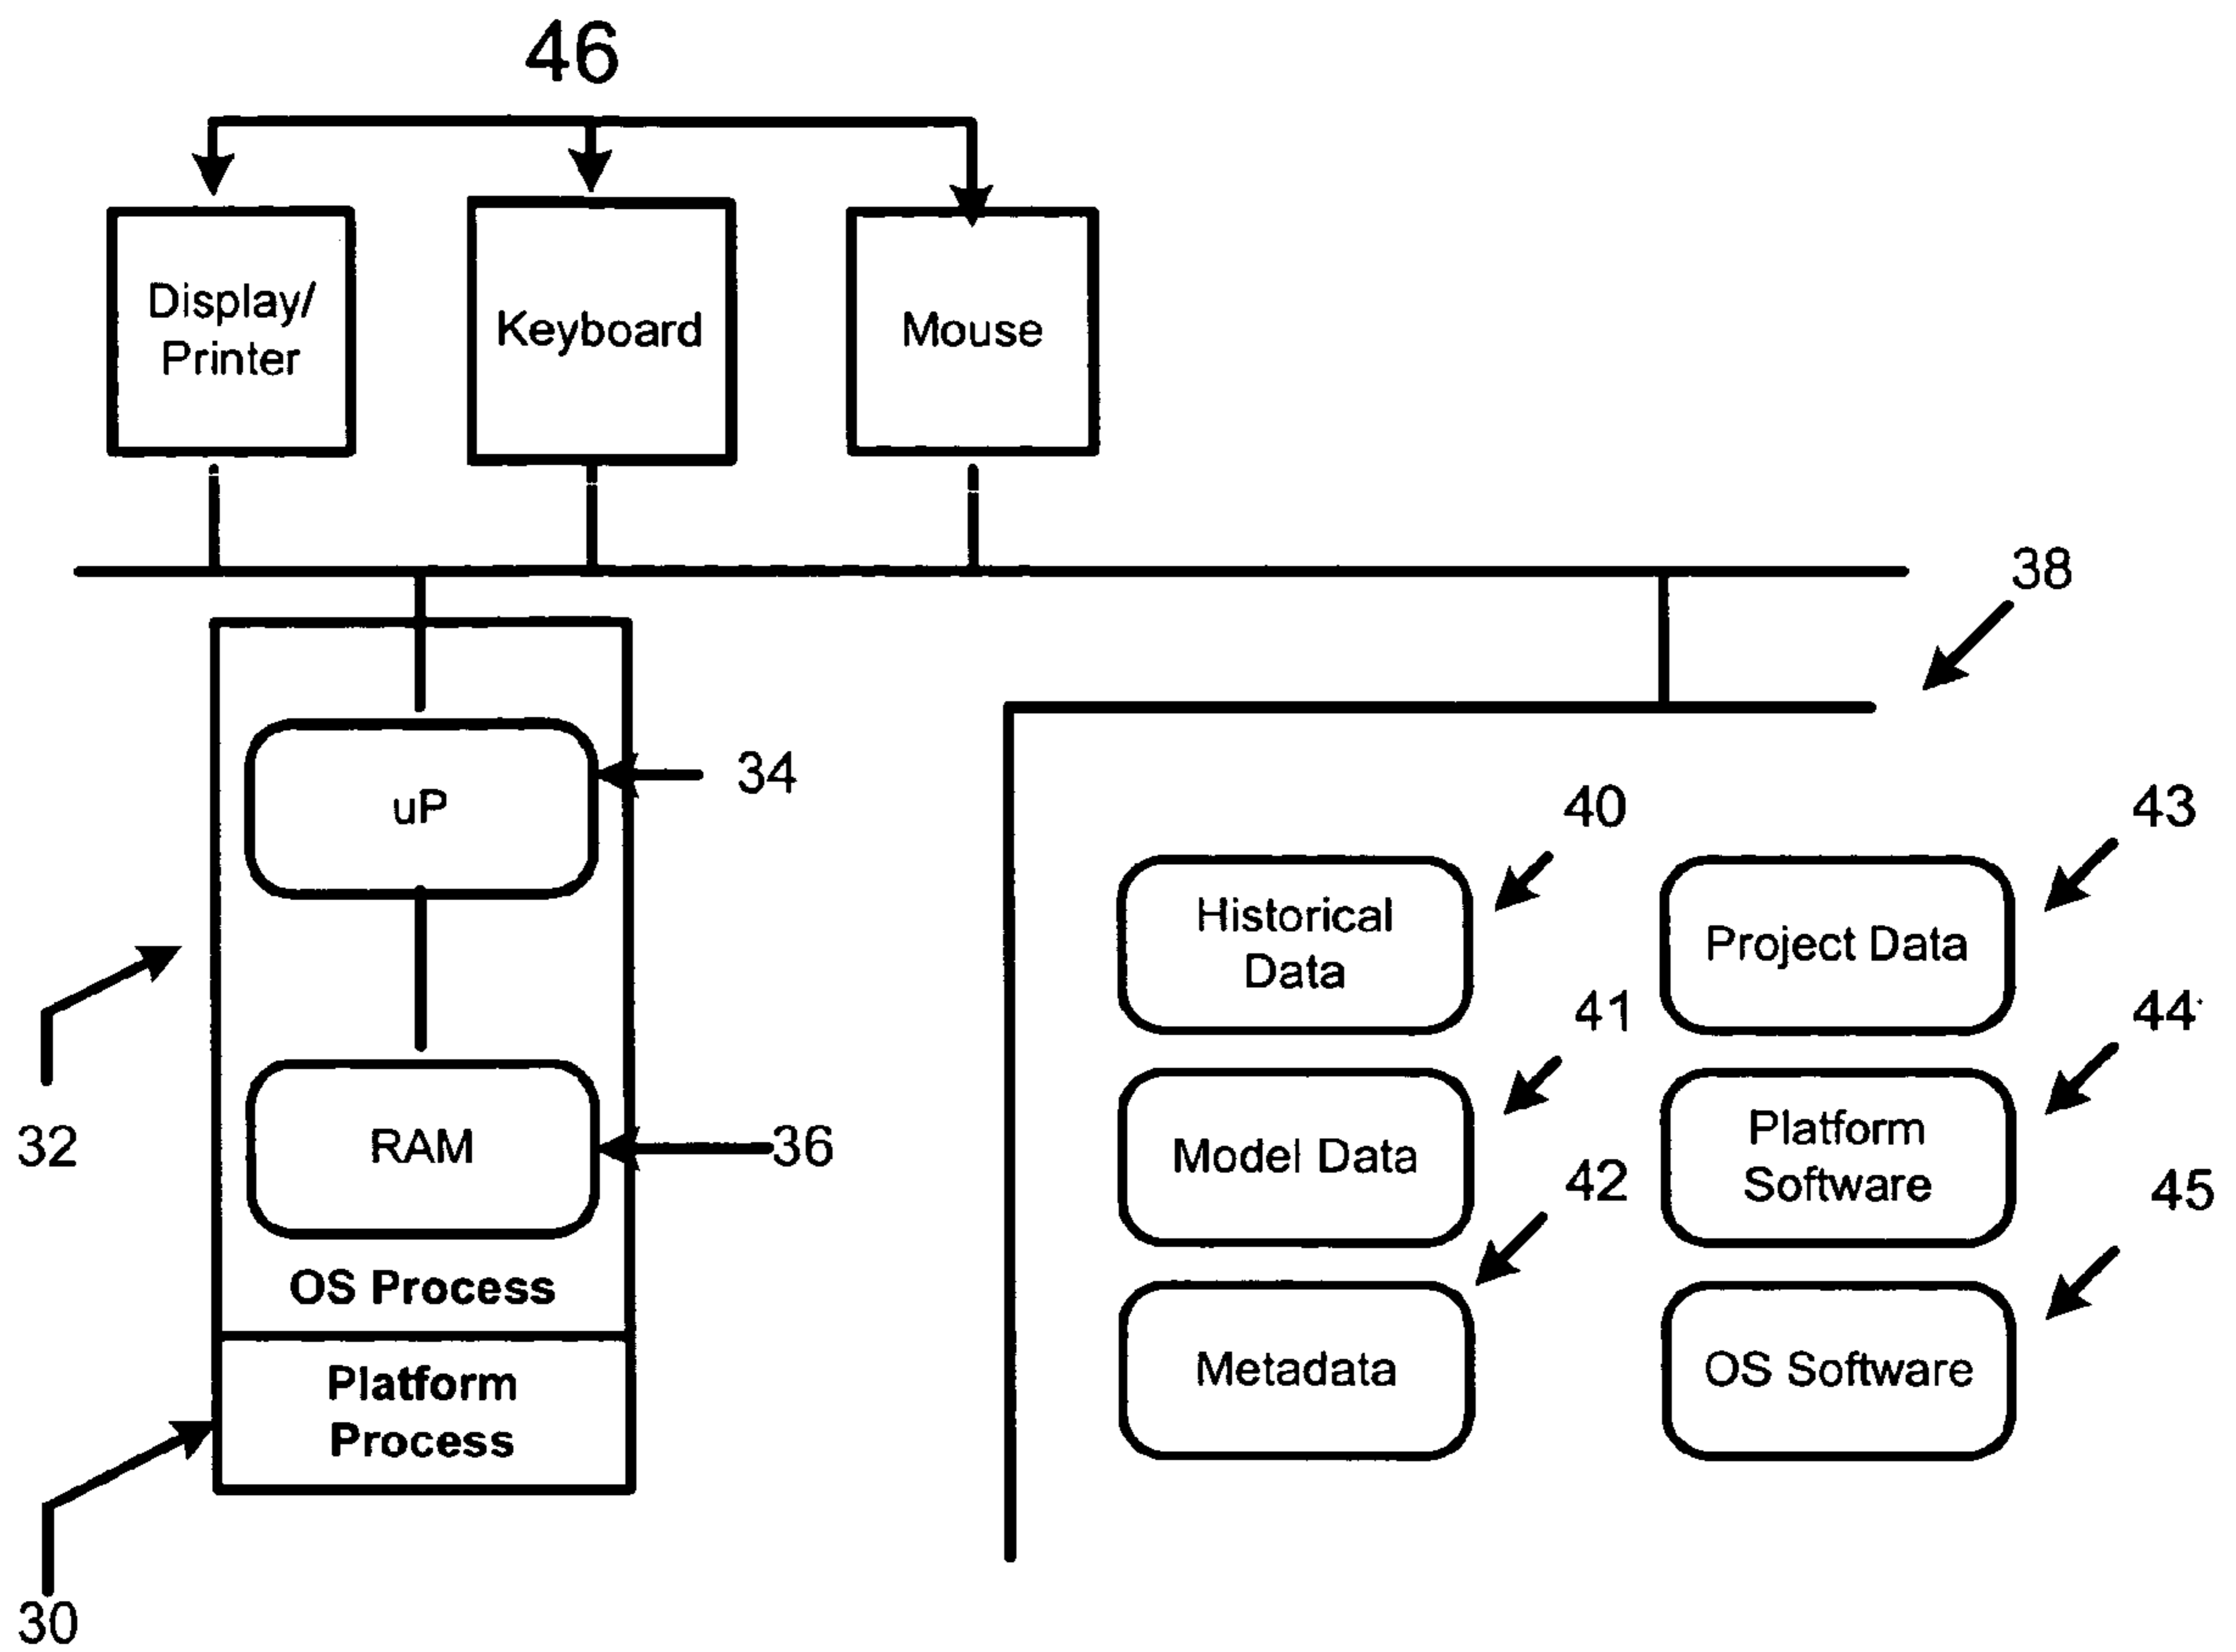 46
Display/
Printer
Keyboard
Mouse
38
34
uP
40
43
Historical
Data
Project Data
41
44
32
RAM
36
Model Data
Platform
Software
42
45
OS Process
Metadata
OS Software
Platform
Process
30